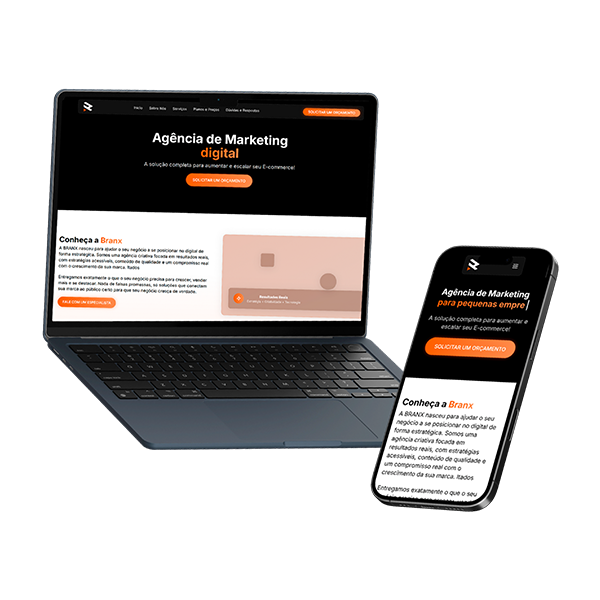 Início Sobre Nós Serviços Planos e Preços Dúvidas e Respostas SOLICITAR UM ORÇAMENTO
Agência de Marketing
digital
A solução completa para aumentar e escalar seu E-commerce!
SOLICITAR UM ORÇAMENTO
Conheça a Branx
A BRANX nasceu para ajudar o seu negócio a se posicionar no digital de
forma estratégica. Somos uma agência criativa focada em resultados reais,
com estratégias acessíveis, conteúdo de qualidade e um compromisso real
com o crescimento da sua marca. ltados
Entregamos exatamente o que o seu negócio precisa para crescer, vender
mais e se destacar. Nada de falsas promessas, só soluções que conectem
sua marca ao público certo para que seu negócio cresça de verdade.
FALE COM UM ESPECIALISTA
Resultados Reais
Agência de Marketing
para pequenas empre
A solução completa para aumentar e
escalar seu E-commerce!
SOLICITAR UM ORÇAMENTO
Conheça a Branx
A BRANX nasceu para ajudar o seu
negócio a se posicionar no digital de
forma estratégica. Somos uma
agência criativa focada em
resultados reais, com estratégias
acessíveis, conteúdo de qualidade e
um compromisso real com o
crescimento da sua marca. ltados
Entregamos exatamente o que o seu